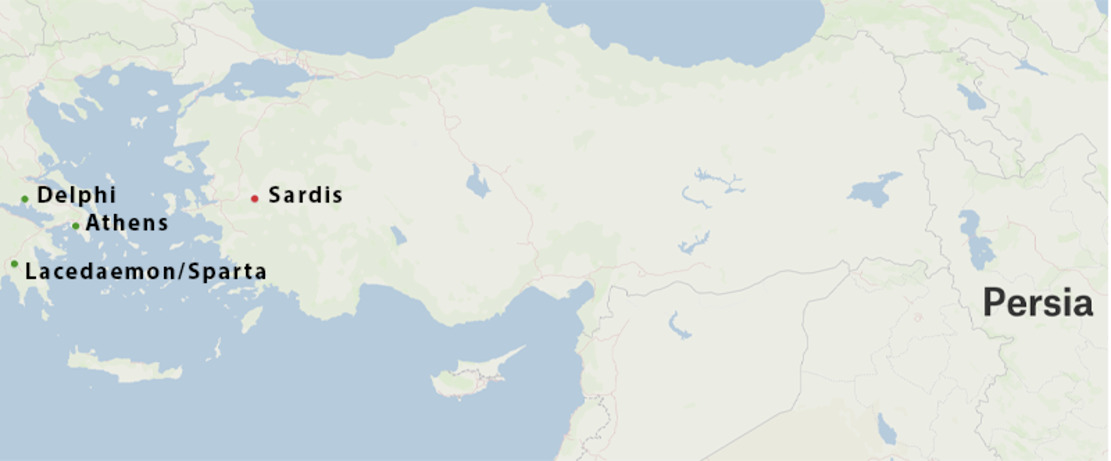 Delphi
Sardis
Athens
Lacedaemon/Sparta
Persia